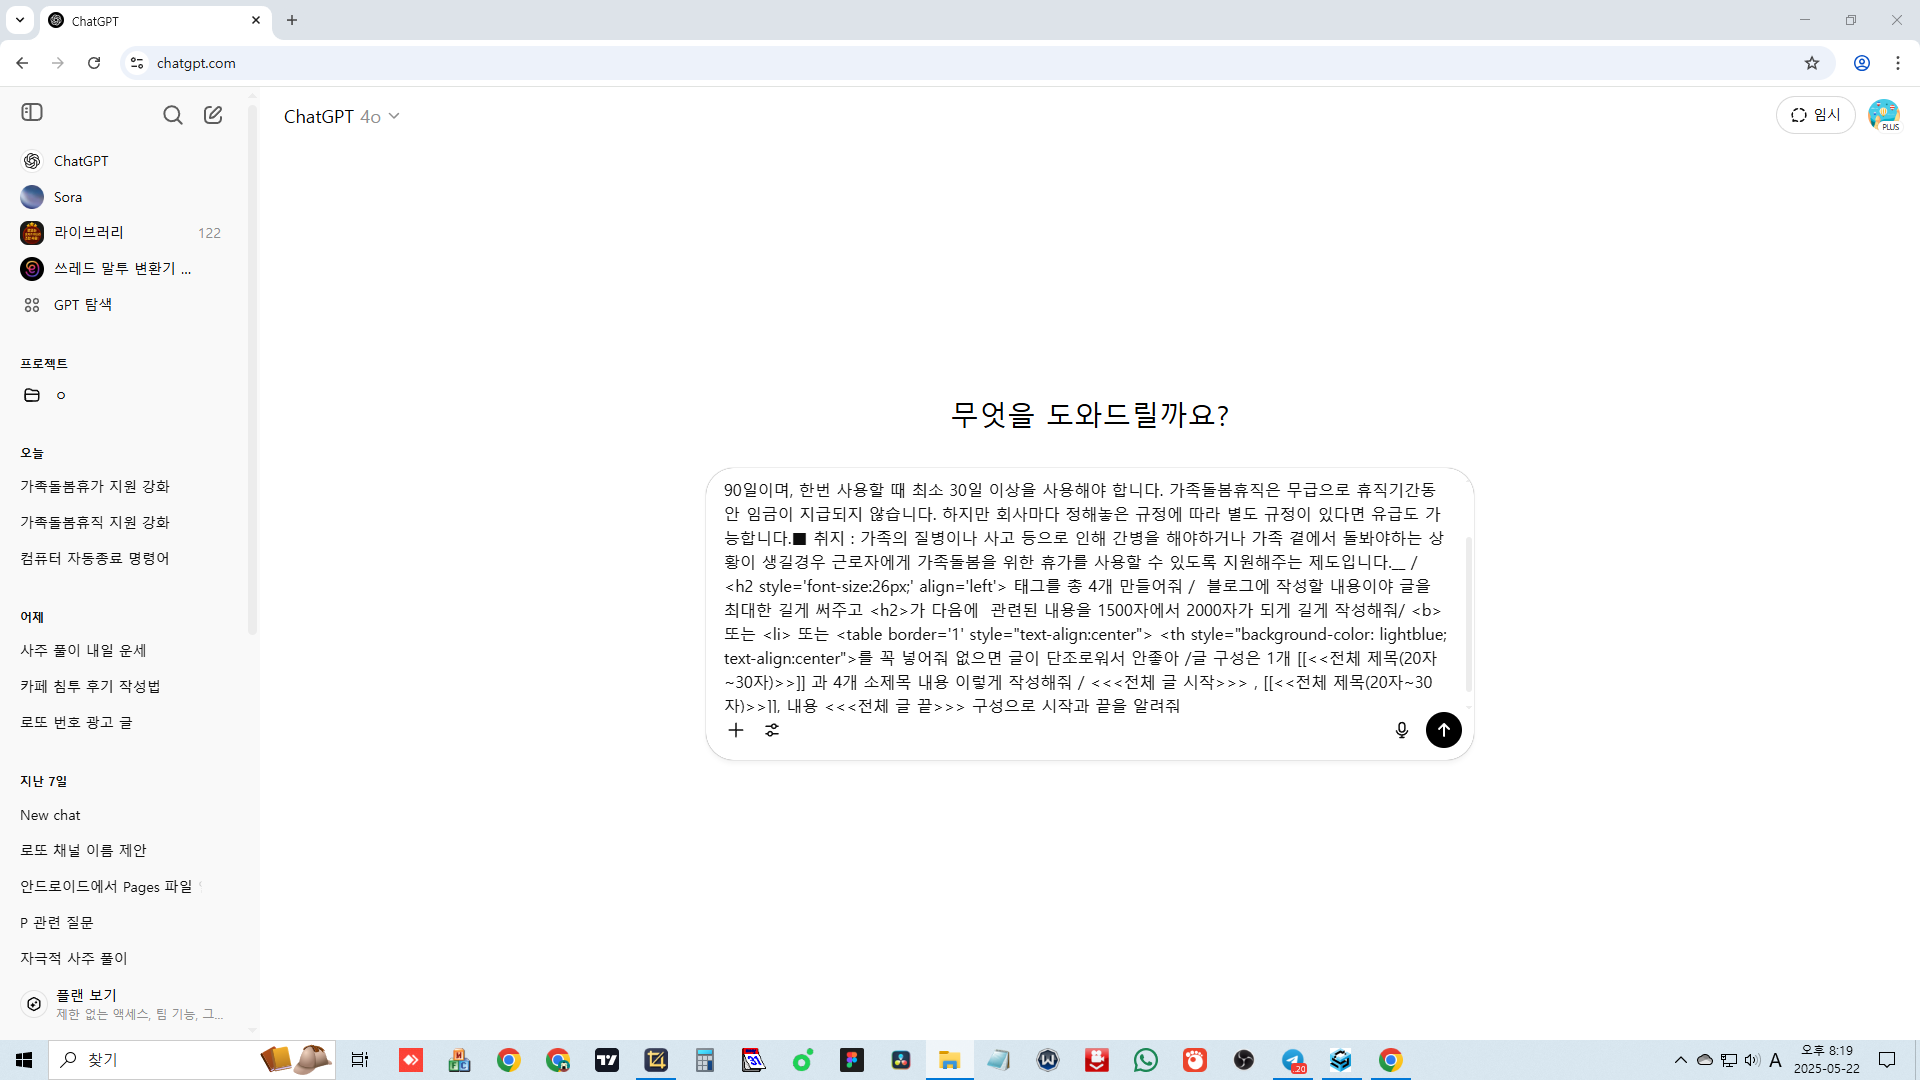 ChatGPT
chatgpt.com
ChatGPT 4o
임시
PLUS
ChatGPT
Sora
라이브러리 122
쓰레드 말투 변환기 ...
GPT 탐색
프로젝트
ㅇ
오늘
가족돌봄휴가 지원 강화
가족돌봄휴직 지원 강화
컴퓨터 자동종료 명령어
어제
사주 풀이 내일 운세
카페 침투 후기 작성법
로또 번호 광고 글
지난 7일
New chat
로또 채널 이름 제안
안드로이드에서 Pages 파일
P 관련 질문
자극적 사주 풀이
플랜 보기
제한 없는 액세스, 팀 기능, 그...
무엇을 도와드릴까요?
90일이며, 한번 사용할 때 최소 30일 이상을 사용해야 합니다. 가족돌봄휴직은 무급으로 휴직기간동
안 임금이 지급되지 않습니다. 하지만 회사마다 정해놓은 규정에 따라 별도 규정이 있다면 유급도 가
능합니다.■ 취지 : 가족의 질병이나 사고 등으로 인해 간병을 해야하거나 가족 곁에서 돌봐야하는 상
황이 생길경우 근로자에게 가족돌봄을 위한 휴가를 사용할 수 있도록 지원해주는 제도입니다.__ /
<h2 style='font-size:26px;' align='left'> 태그를 총 4개 만들어줘 /  블로그에 작성할 내용이야 글을
최대한 길게 써주고 <h2>가 다음에  관련된 내용을 1500자에서 2000자가 되게 길게 작성해줘/ <b>
또는 <li> 또는 <table border='1' style="text-align:center"> <th style="background-color: lightblue;
text-align:center">를 꼭 넣어줘 없으면 글이 단조로워서 안좋아 /글 구성은 1개 [[<<전체 제목(20자
~30자)>>]] 과 4개 소제목 내용 이렇게 작성해줘 / <<<전체 글 시작>>> , [[<<전체 제목(20자~30
자)>>]], 내용 <<<전체 글 끝>>> 구성으로 시작과 끝을 알려줘
찾기
31
20
A
오후 8:19
2025-05-22